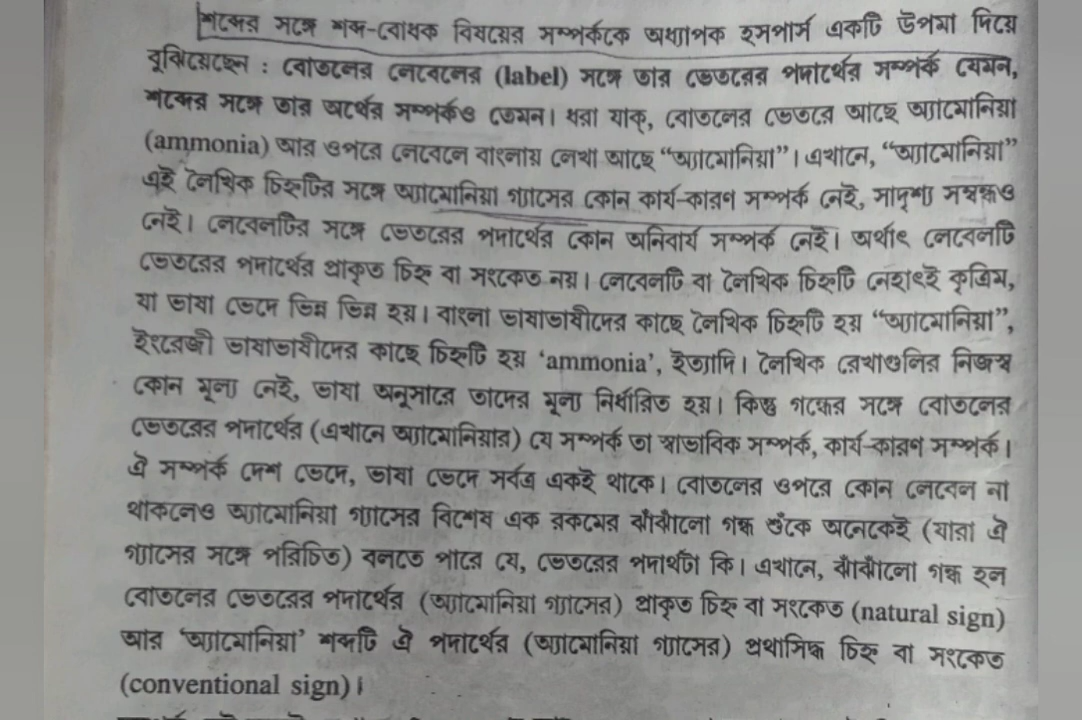 শব্দের সঙ্গে শব্দ-বোধক বিষয়ের সম্পর্ককে অধ্যাপক হসপার্স একটি উপমা দিয়ে
বুঝিয়েছেন : বোতলের লেবেলের (label) সঙ্গে তার ভেতরের পদার্থের সম্পর্ক যেমন,
শব্দের সঙ্গে তার অর্থের সম্পর্কও তেমন। ধরা যাক্, বোতলের ভেতরে আছে অ্যামোনিয়া
(ammonia) আর ওপরে লেবেলে বাংলায় লেখা আছে “অ্যামোনিয়া”। এখানে, “অ্যামোনিয়া”
এই লৈখিক চিহ্নটির সঙ্গে অ্যামোনিয়া গ্যাসের কোন কার্য-কারণ সম্পর্ক নেই, সাদৃশ্য সম্বন্ধও
নেই। লেবেলটির সঙ্গে ভেতরের পদার্থের কোন অনিবার্য সম্পর্ক নেই। অর্থাৎ লেবেলটি
ভেতরের পদার্থের প্রাকৃত চিহ্ন বা সংকেত নয়। লেবেলটি বা লৈখিক চিহ্নটি নেহাৎই কৃত্রিম,
যা ভাষা ভেদে ভিন্ন ভিন্ন হয়। বাংলা ভাষাভাষীদের কাছে লৈখিক চিহ্নটি হয় “অ্যামোনিয়া”,
ইংরেজী ভাষাভাষীদের কাছে চিহ্নটি হয় ‘ammonia’, ইত্যাদি। লৈখিক রেখাগুলির নিজস্ব
কোন মূল্য নেই, ভাষা অনুসারে তাদের মূল্য নির্ধারিত হয়। কিন্তু গন্ধের সঙ্গে বোতলের
ভেতরের পদার্থের (এখানে অ্যামোনিয়ার) যে সম্পর্ক তা স্বাভাবিক সম্পর্ক, কার্য-কারণ সম্পর্ক।
ঐ সম্পর্ক দেশ ভেদে, ভাষা ভেদে সর্বত্র একই থাকে। বোতলের ওপরে কোন লেবেল না
থাকলেও অ্যামোনিয়া গ্যাসের বিশেষ এক রকমের ঝাঁঝালো গন্ধ শুঁকে অনেকেই (যারা ঐ
গ্যাসের সঙ্গে পরিচিত) বলতে পারে যে, ভেতরের পদার্থটা কি। এখানে, ঝাঁঝাঁলো গন্ধ হল
বোতলের ভেতরের পদার্থের (অ্যামোনিয়া গ্যাসের) প্রাকৃত চিহ্ন বা সংকেত (natural sign)
আর ‘অ্যামোনিয়া’ শব্দটি ঐ পদার্থের (অ্যামোনিয়া গ্যাসের) প্রথাসিদ্ধ চিহ্ন বা সংকেত
(conventional sign)।